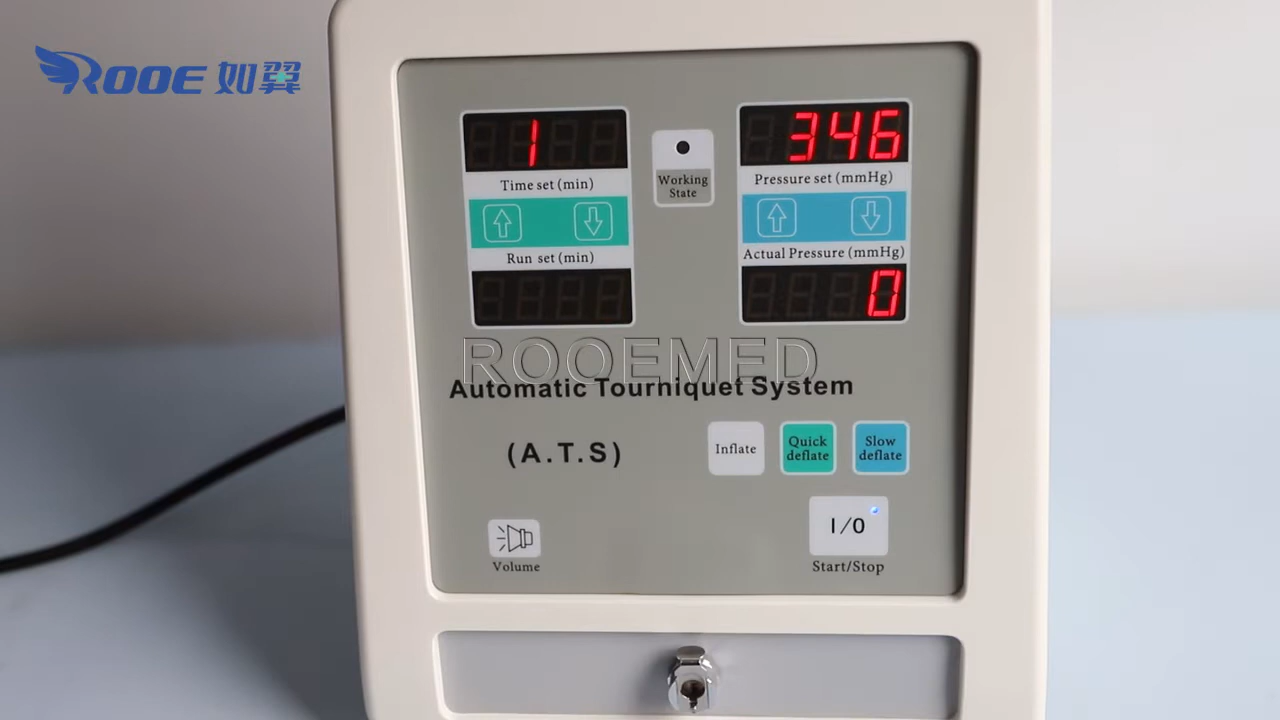 ROOE 如翼
1
346
Working
State
Time set (min)
Pressure set (mmHg)
Run set (min)
Actual Pressure (mmHg)
0
ROOEMED
Automatic Tourniquet System
(A.T.S)
Inflate
Quick
deflate
Slow
deflate
I/O
Volume
Start/Stop